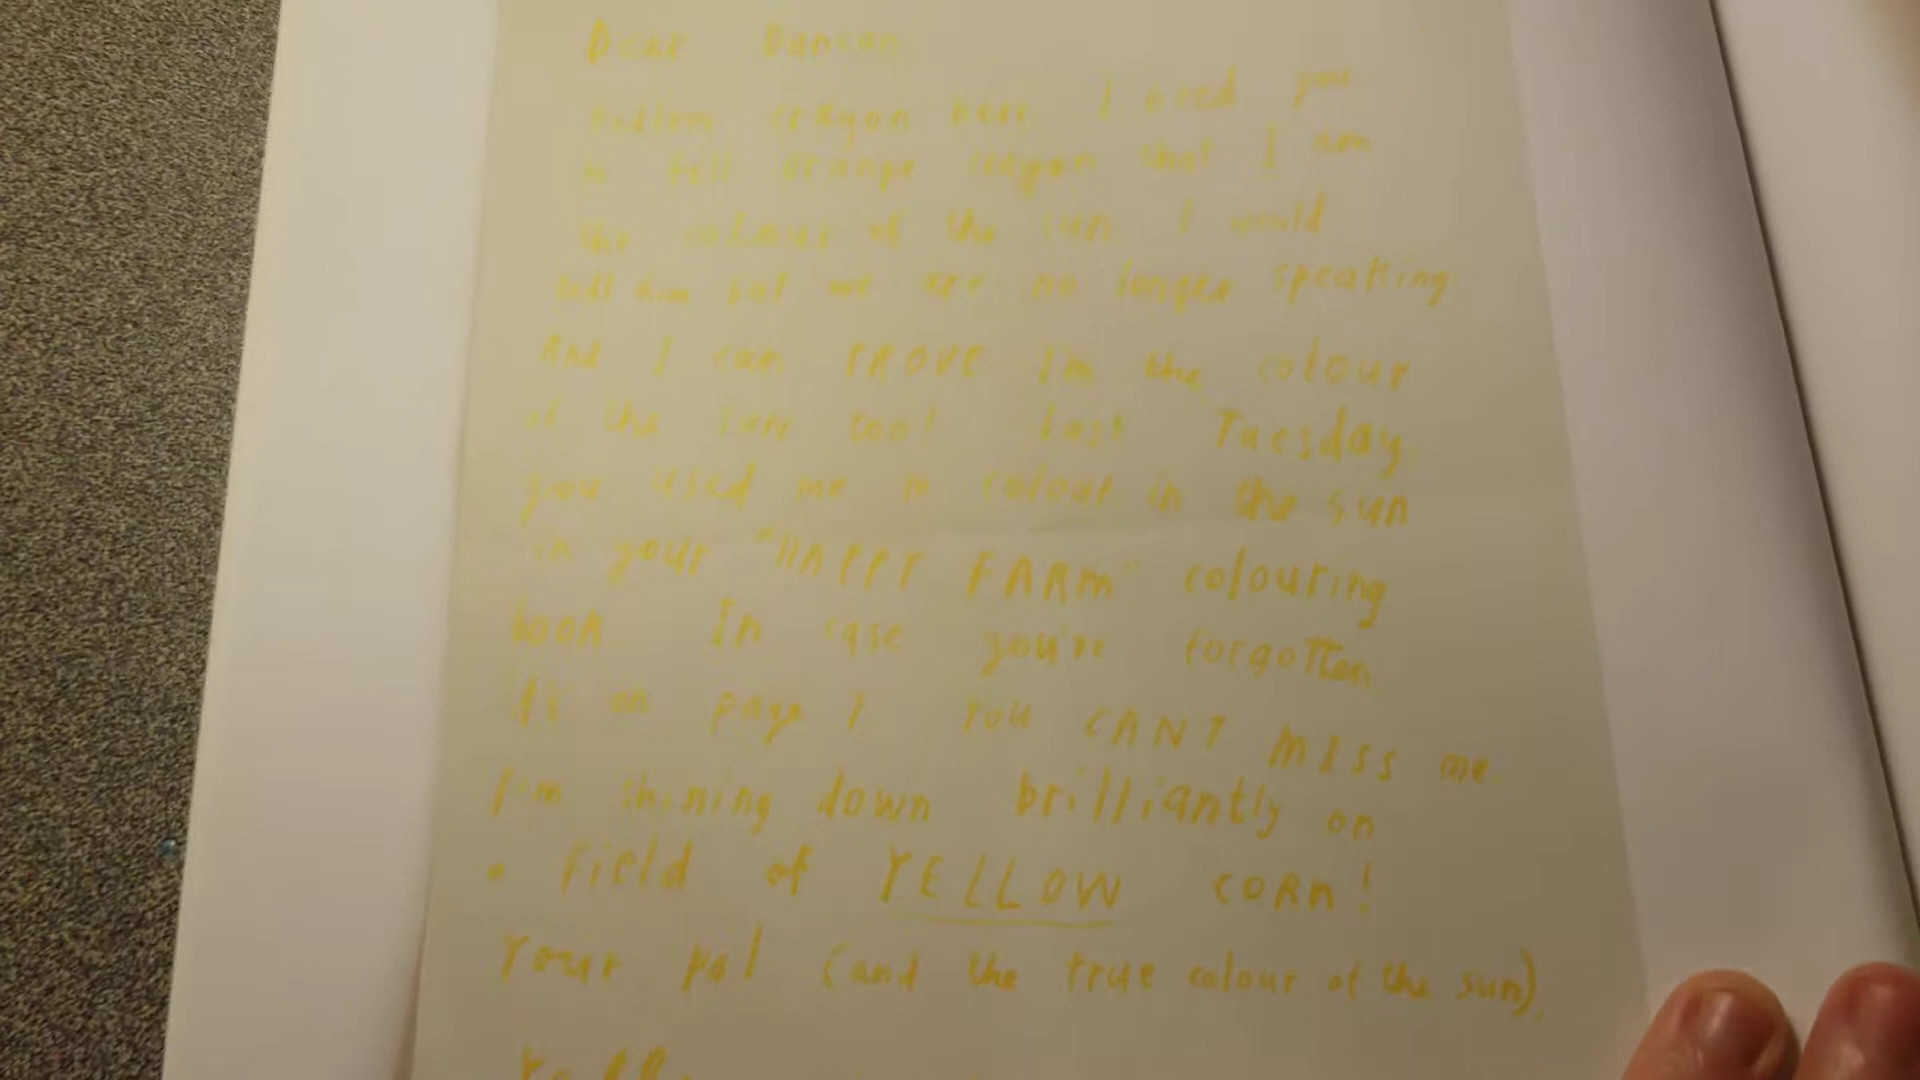 Dear Duncan,
Yellow crayon here. I need you
to tell orange crayon that I am
the colour of the sun. I would
tell him but we are no longer speaking.
And I can PROVE I'm the colour
of the sun too! Last Tuesday,
you used me to colour in the sun
in your "HAPPY FARM" colouring
book. In case you've forgotten,
it's on page 7. You CAN'T MISS me.
I'm shining down brilliantly on
a field of YELLOW corn!
Your pal (and the true colour of the sun),
Yellow